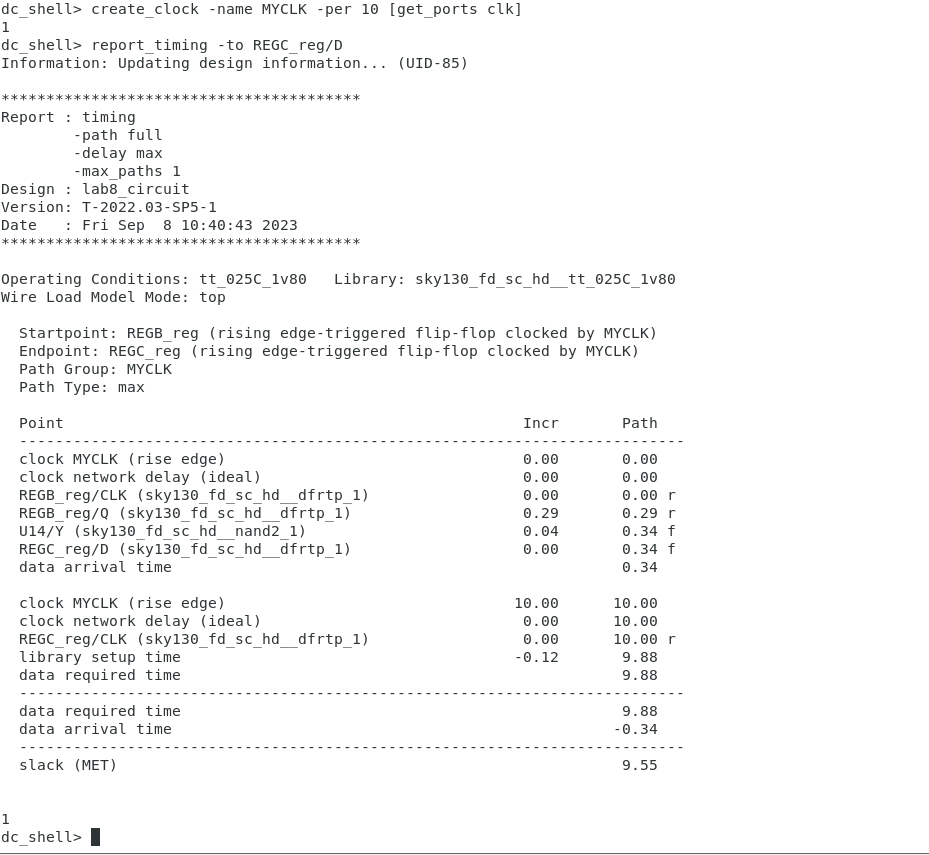 dc_shell> create_clock -name MYCLK -per 10 [get_ports clk]
1
dc_shell> report_timing -to REGC_reg/D
Information: Updating design information... (UID-85)
****************************************
Report : timing
        -path full
        -delay max
        -max_paths 1
Design : lab8_circuit
Version: T-2022.03-SP5-1
Date   : Fri Sep  8 10:40:43 2023
****************************************
Operating Conditions: tt_025C_1v80   Library: sky130_fd_sc_hd__tt_025C_1v80
Wire Load Model Mode: top
  Startpoint: REGB_reg (rising edge-triggered flip-flop clocked by MYCLK)
  Endpoint: REGC_reg (rising edge-triggered flip-flop clocked by MYCLK)
  Path Group: MYCLK
  Path Type: max
  Point                                                   Incr       Path
  --------------------------------------------------------------------------
  clock MYCLK (rise edge)                                 0.00       0.00
  clock network delay (ideal)                             0.00       0.00
  REGB_reg/CLK (sky130_fd_sc_hd__dfrtp_1)                 0.00       0.00 r
  REGB_reg/Q (sky130_fd_sc_hd__dfrtp_1)                   0.29       0.29 r
  U14/Y (sky130_fd_sc_hd__nand2_1)                        0.04       0.34 f
  REGC_reg/D (sky130_fd_sc_hd__dfrtp_1)                   0.00       0.34 f
  data arrival time                                                  0.34
  clock MYCLK (rise edge)                                10.00      10.00
  clock network delay (ideal)                             0.00      10.00
  REGC_reg/CLK (sky130_fd_sc_hd__dfrtp_1)                 0.00      10.00 r
  library setup time                                     -0.12       9.88
  data required time                                                 9.88
  --------------------------------------------------------------------------
  data required time                                                 9.88
  data arrival time                                                 -0.34
  --------------------------------------------------------------------------
  slack (MET)                                                        9.55
1
dc_shell>